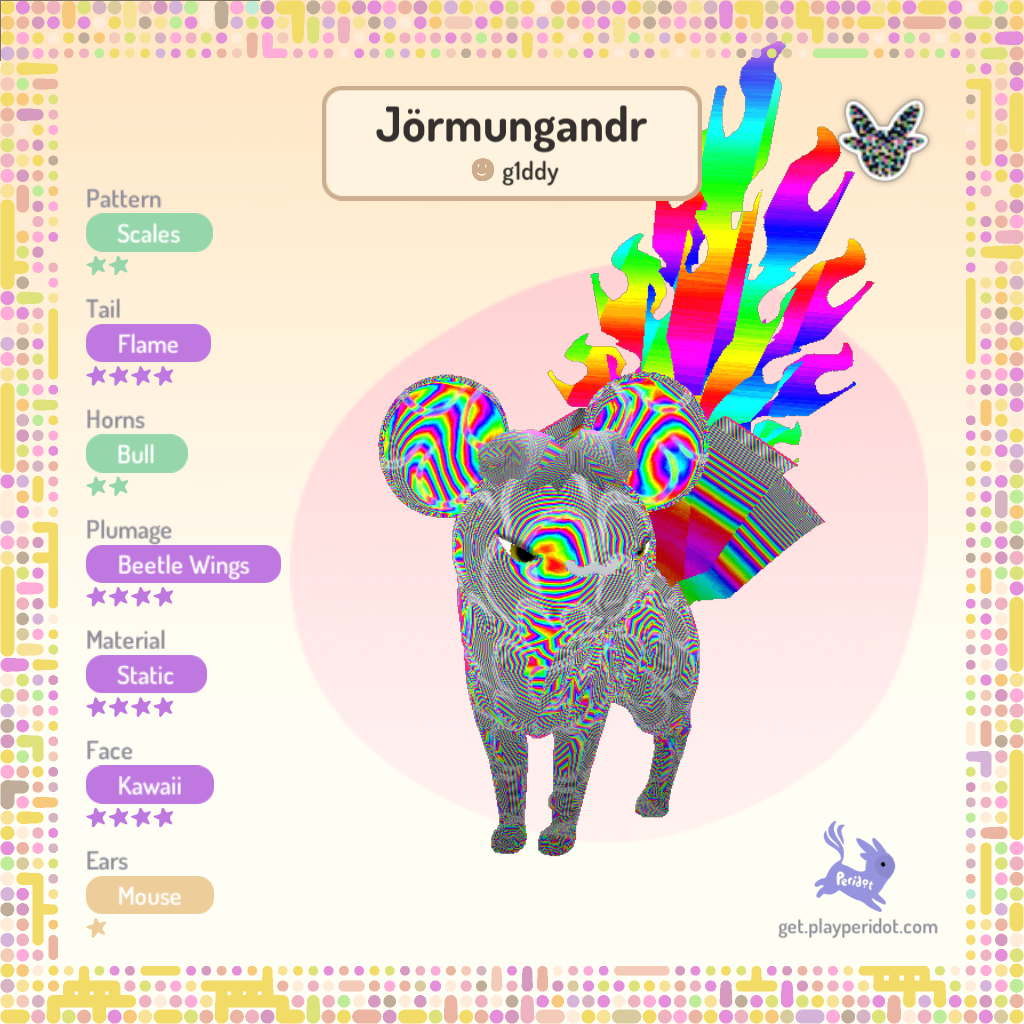 Jörmungandr
g1ddy
Pattern
Scales
Tail
Flame
Horns
Bull
Plumage
Beetle Wings
Material
Static
Face
Kawaii
Ears
Mouse
Peridot
get.playperidot.com